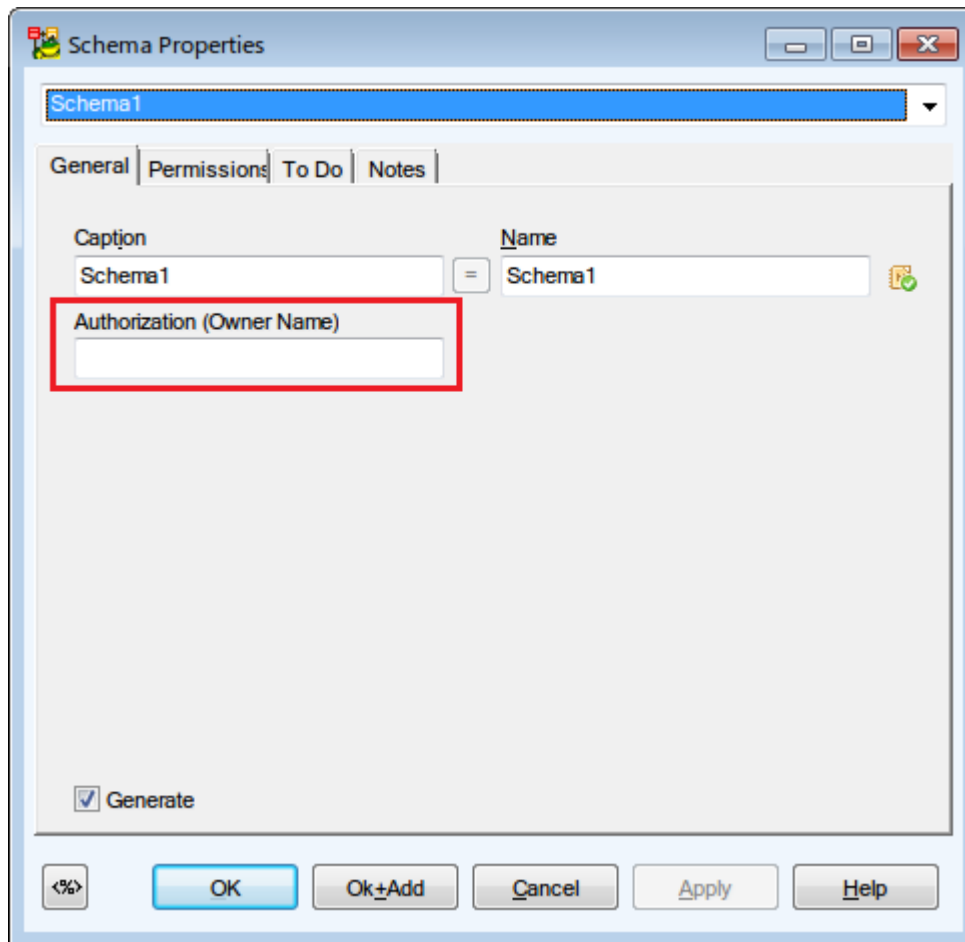 Schema Properties
Schema1
General Permissions To Do Notes
Caption Name
Schema1 = Schema1
Authorization (Owner Name)
Generate
<%> OK Ok+Add Cancel Apply Help